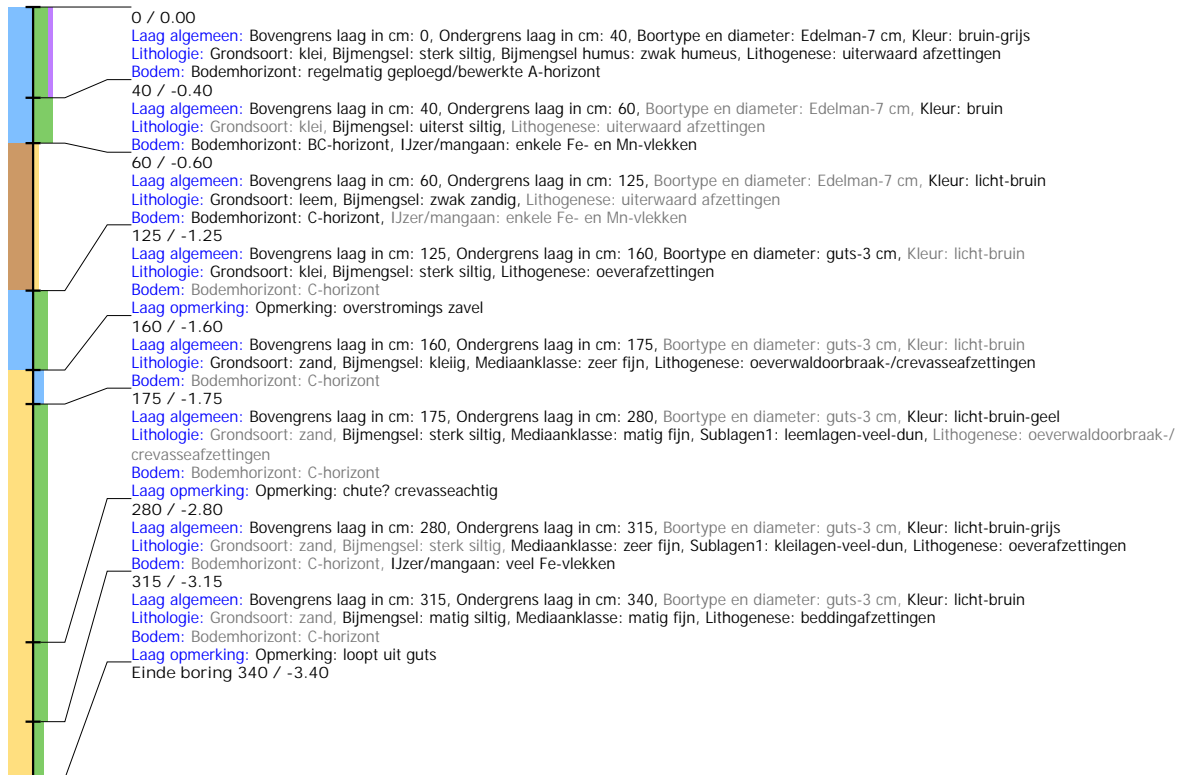 0 / 0.00
Laag algemeen: Bovengrens laag in cm: 0, Ondergrens laag in cm: 40, Boortype en diameter: Edelman-7 cm, Kleur: bruin-grijs
Lithologie: Grondsoort: klei, Bijmengsel: sterk siltig, Bijmengsel humus: zwak humeus, Lithogenese: uiterwaard afzettingen
Bodem: Bodemhorizont: regelmatig geploegd/bewerkte A-horizont
40 / -0.40
Laag algemeen: Bovengrens laag in cm: 40, Ondergrens laag in cm: 60, Boortype en diameter: Edelman-7 cm, Kleur: bruin
Lithologie: Grondsoort: klei, Bijmengsel: uiterst siltig, Lithogenese: uiterwaard afzettingen
Bodem: Bodemhorizont: BC-horizont, IJzer/mangaan: enkele Fe- en Mn-vlekken
60 / -0.60
Laag algemeen: Bovengrens laag in cm: 60, Ondergrens laag in cm: 125, Boortype en diameter: Edelman-7 cm, Kleur: licht-bruin
Lithologie: Grondsoort: leem, Bijmengsel: zwak zandig, Lithogenese: uiterwaard afzettingen
Bodem: Bodemhorizont: C-horizont, IJzer/mangaan: enkele Fe- en Mn-vlekken
125 / -1.25
Laag algemeen: Bovengrens laag in cm: 125, Ondergrens laag in cm: 160, Boortype en diameter: guts-3 cm, Kleur: licht-bruin
Lithologie: Grondsoort: klei, Bijmengsel: sterk siltig, Lithogenese: oeverafzettingen
Bodem: Bodemhorizont: C-horizont
Laag opmerking: Opmerking: overstromings zavel
160 / -1.60
Laag algemeen: Bovengrens laag in cm: 160, Ondergrens laag in cm: 175, Boortype en diameter: guts-3 cm, Kleur: licht-bruin
Lithologie: Grondsoort: zand, Bijmengsel: kleiig, Mediaanklasse: zeer fijn, Lithogenese: oeverwaldoorbraak-/crevasseafzettingen
Bodem: Bodemhorizont: C-horizont
175 / -1.75
Laag algemeen: Bovengrens laag in cm: 175, Ondergrens laag in cm: 280, Boortype en diameter: guts-3 cm, Kleur: licht-bruin-geel
Lithologie: Grondsoort: zand, Bijmengsel: sterk siltig, Mediaanklasse: matig fijn, Sublagen1: leemlagen-veel-dun, Lithogenese: oeverwaldoorbraak-/
crevasseafzettingen
Bodem: Bodemhorizont: C-horizont
Laag opmerking: Opmerking: chute? crevasseachtig
280 / -2.80
Laag algemeen: Bovengrens laag in cm: 280, Ondergrens laag in cm: 315, Boortype en diameter: guts-3 cm, Kleur: licht-bruin-grijs
Lithologie: Grondsoort: zand, Bijmengsel: sterk siltig, Mediaanklasse: zeer fijn, Sublagen1: kleilagen-veel-dun, Lithogenese: oeverafzettingen
Bodem: Bodemhorizont: C-horizont, IJzer/mangaan: veel Fe-vlekken
315 / -3.15
Laag algemeen: Bovengrens laag in cm: 315, Ondergrens laag in cm: 340, Boortype en diameter: guts-3 cm, Kleur: licht-bruin
Lithologie: Grondsoort: zand, Bijmengsel: matig siltig, Mediaanklasse: matig fijn, Lithogenese: beddingafzettingen
Bodem: Bodemhorizont: C-horizont
Laag opmerking: Opmerking: loopt uit guts
Einde boring 340 / -3.40